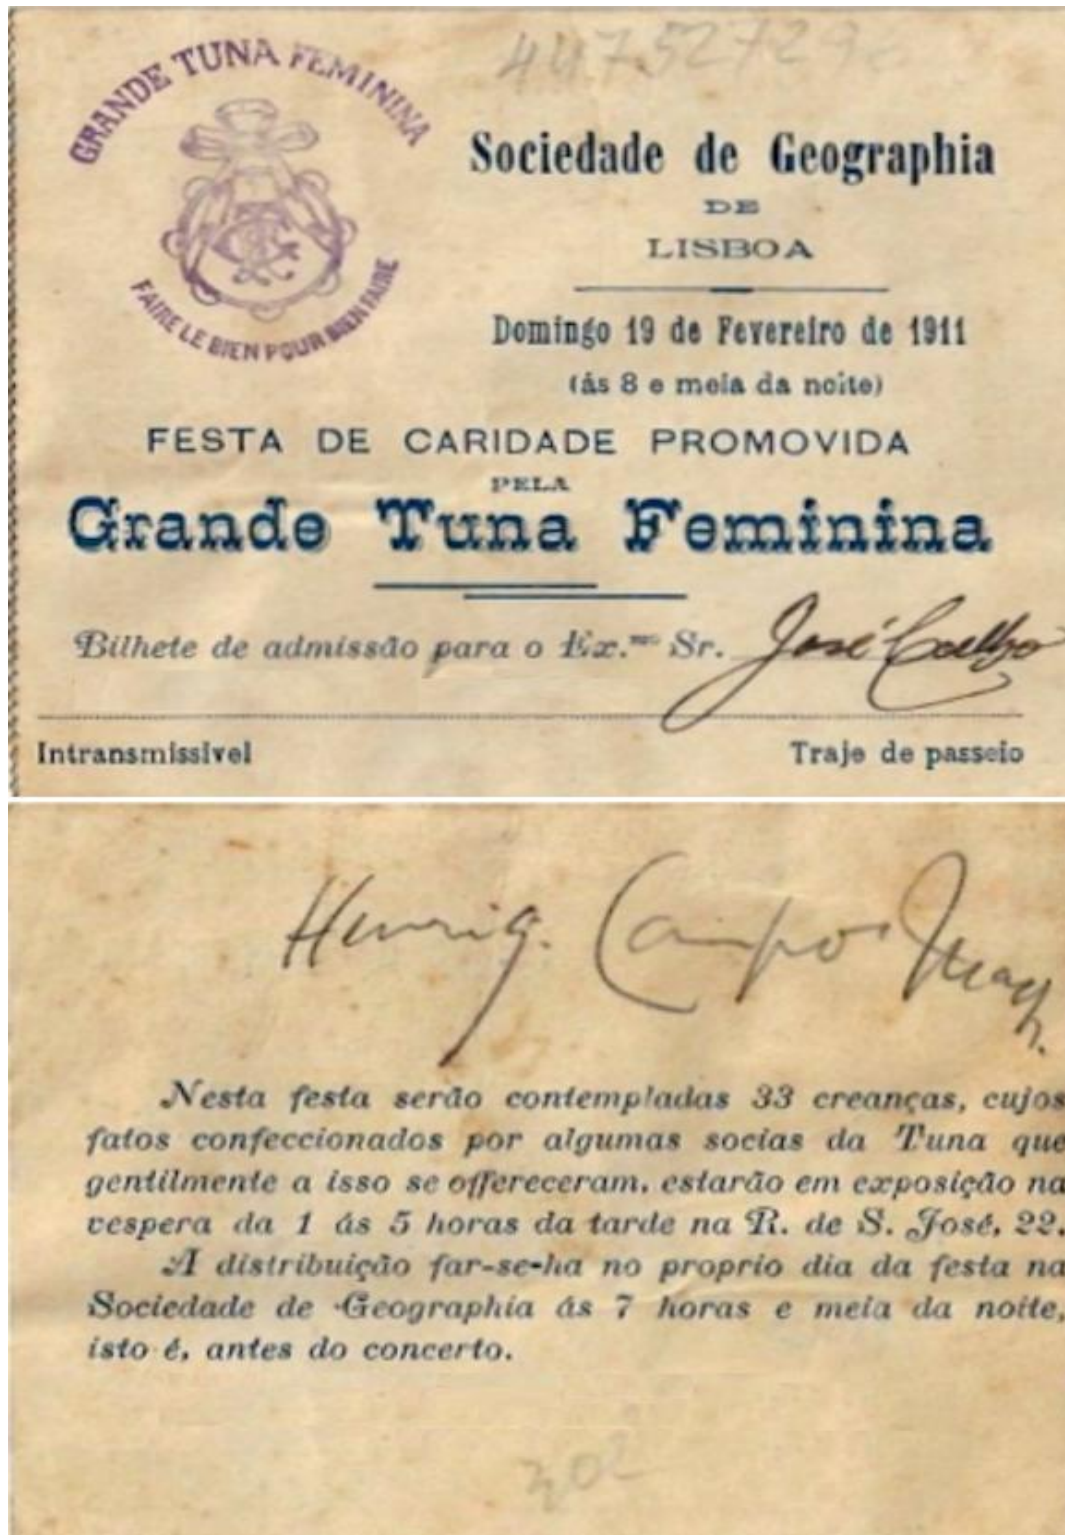 GRANDE TUNA FEMININA
FAIRE LE BIEN POUR BIEN FAIRE
Sociedade de Geographia
DE
LISBOA
Domingo 19 de Fevereiro de 1911
(ás 8 e meia da noite)
FESTA DE CARIDADE PROMOVIDA
PELA
Grande Tuna Feminina
Bilhete de admissão para o Ex.mo Sr. José Coelho
Intransmissivel
Traje de passeio
Henriq. Campos
Nesta festa serão contempladas 33 creanças, cujos
fatos confeccionados por algumas socias da Tuna que
gentilmente a isso se offereceram, estarão em exposição na
vespera da 1 ás 5 horas da tarde na R. de S. José, 22.
A distribuição far-se-ha no proprio dia da festa na
Sociedade de Geographia ás 7 horas e meia da noite,
isto é, antes do concerto.